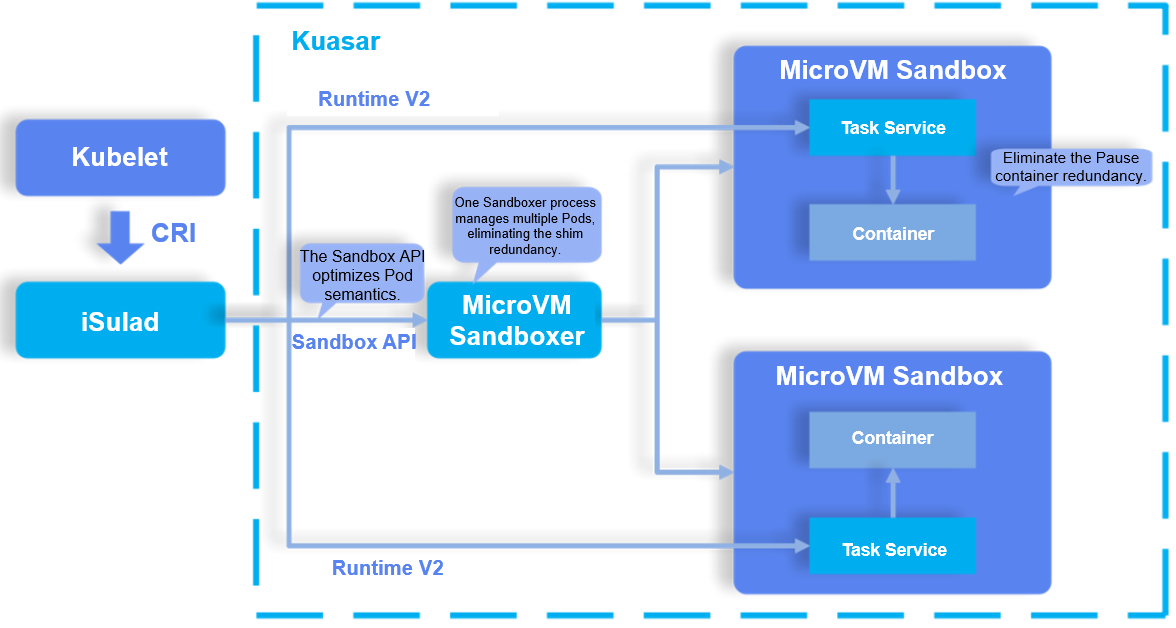 Kuasar
MicroVM Sandbox
Runtime V2
Task Service
Kubelet
Eliminate the Pause
container redundancy.
One Sandboxer process
manages multiple Pods,
eliminating the shim
redundancy.
CRI
Container
The Sandbox API
optimizes Pod
semantics.
iSulad
MicroVM
Sandboxer
Sandbox API
MicroVM Sandbox
Container
Task Service
Runtime V2